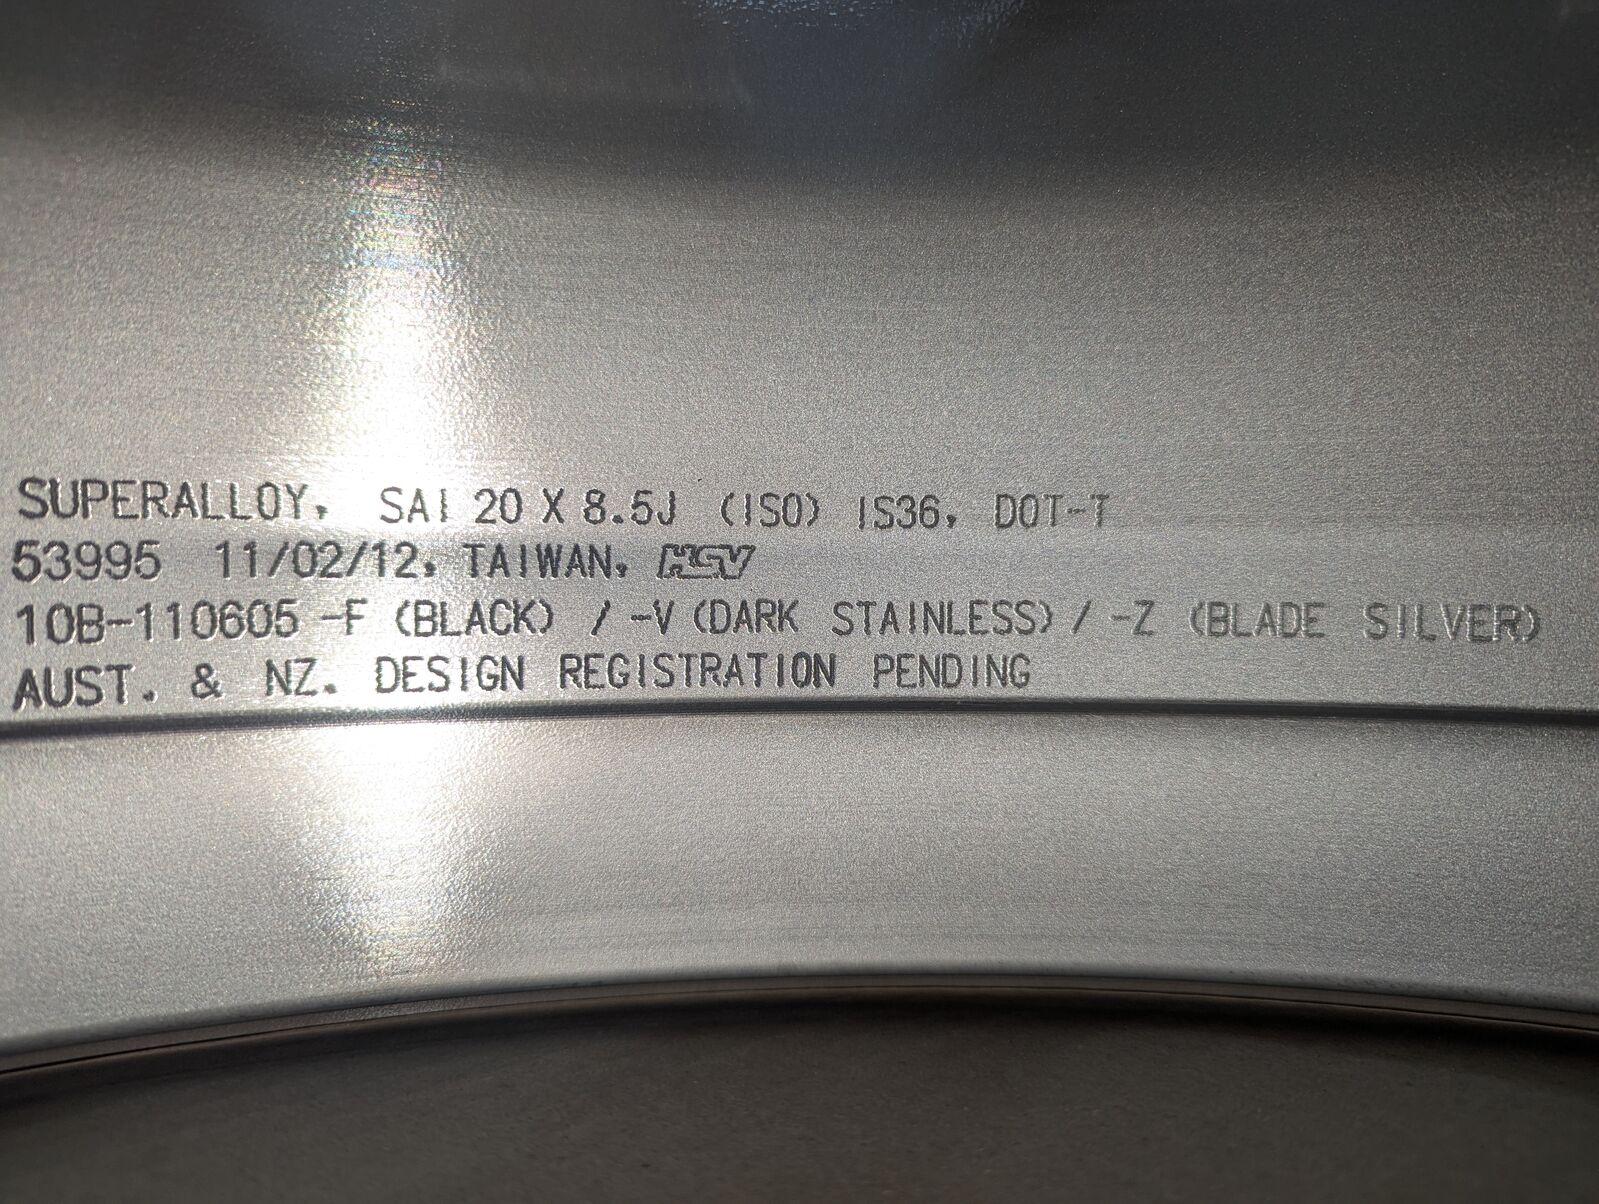 SUPERALLOY, SAI 20 X 8.5J (ISO) IS36, DOT-T
53995 11/02/12, TAIWAN, HSV
10B-110605 -F (BLACK) / -V (DARK STAINLESS) / -Z (BLADE SILVER)
AUST. & NZ. DESIGN REGISTRATION PENDING